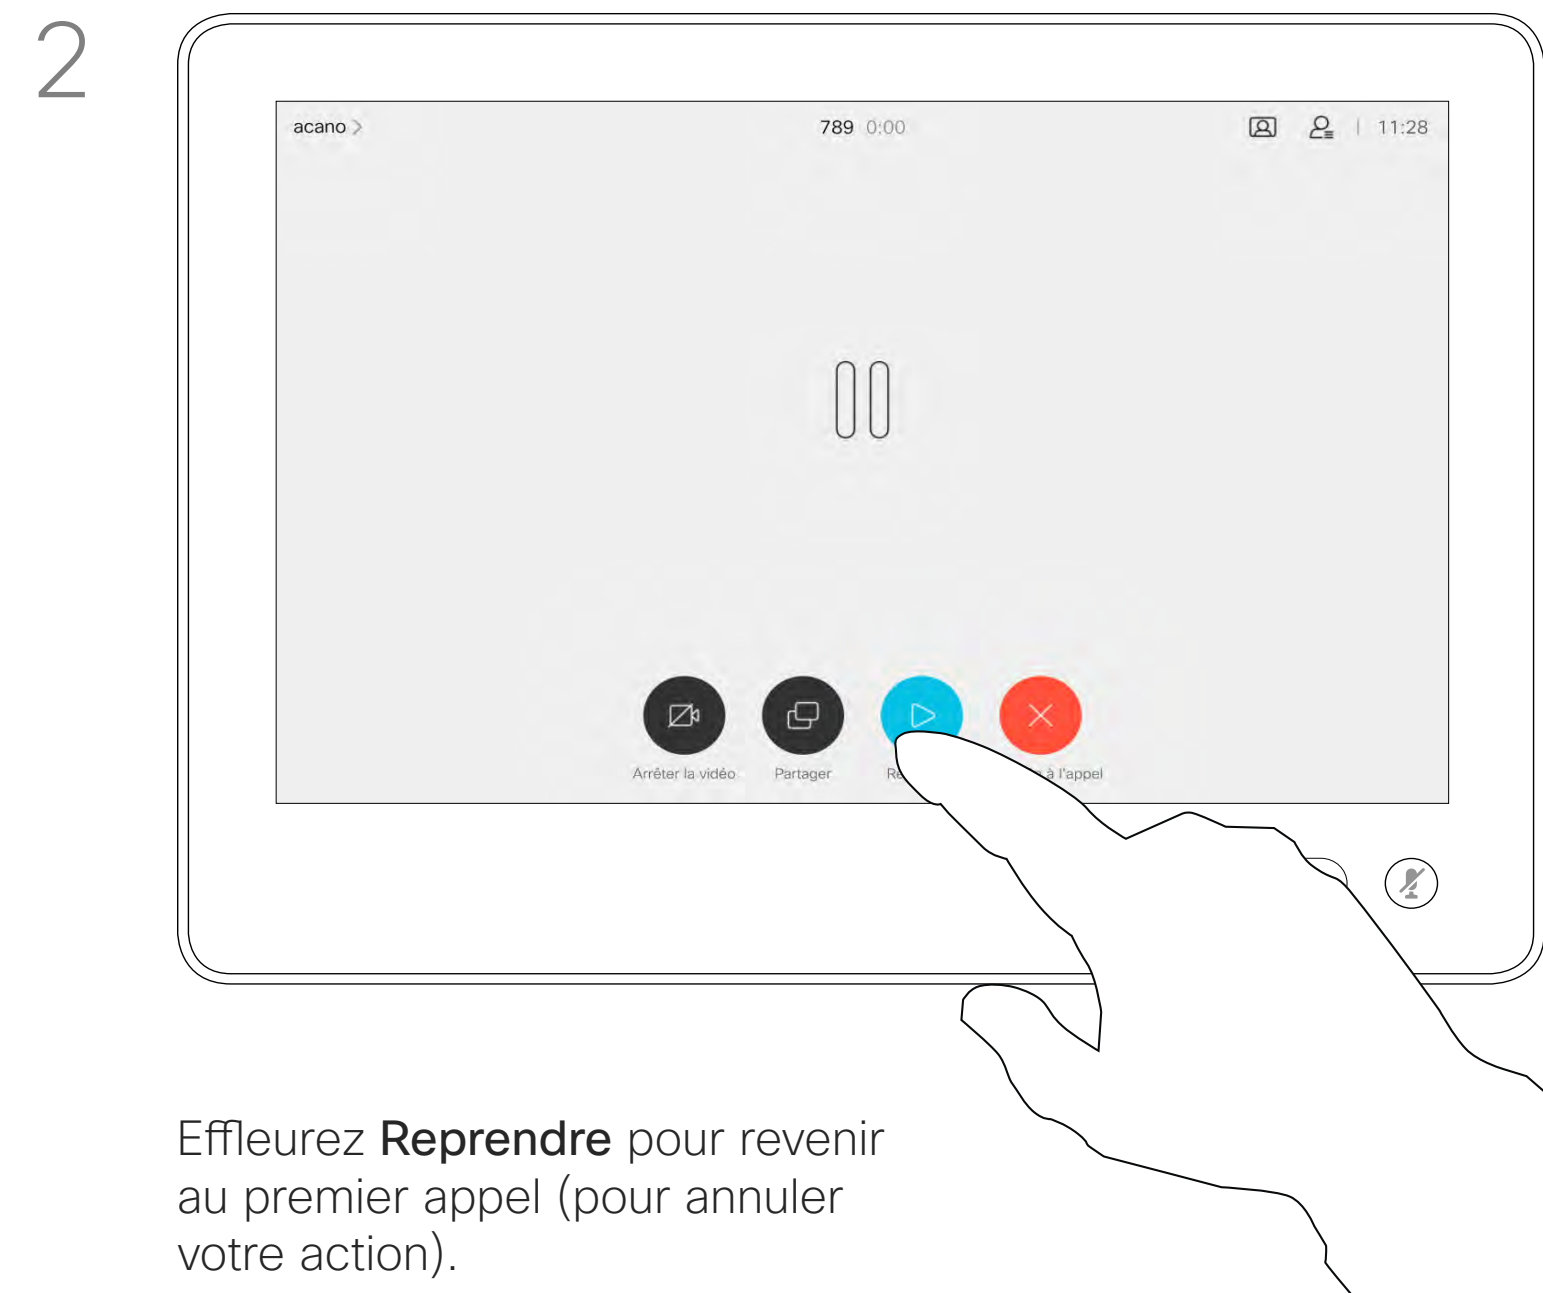 2
acano
789 0:00
11:28
Arrêter la vidéo
Partager
à l'appel
Effleurez Reprendre pour revenir
au premier appel (pour annuler
votre action).